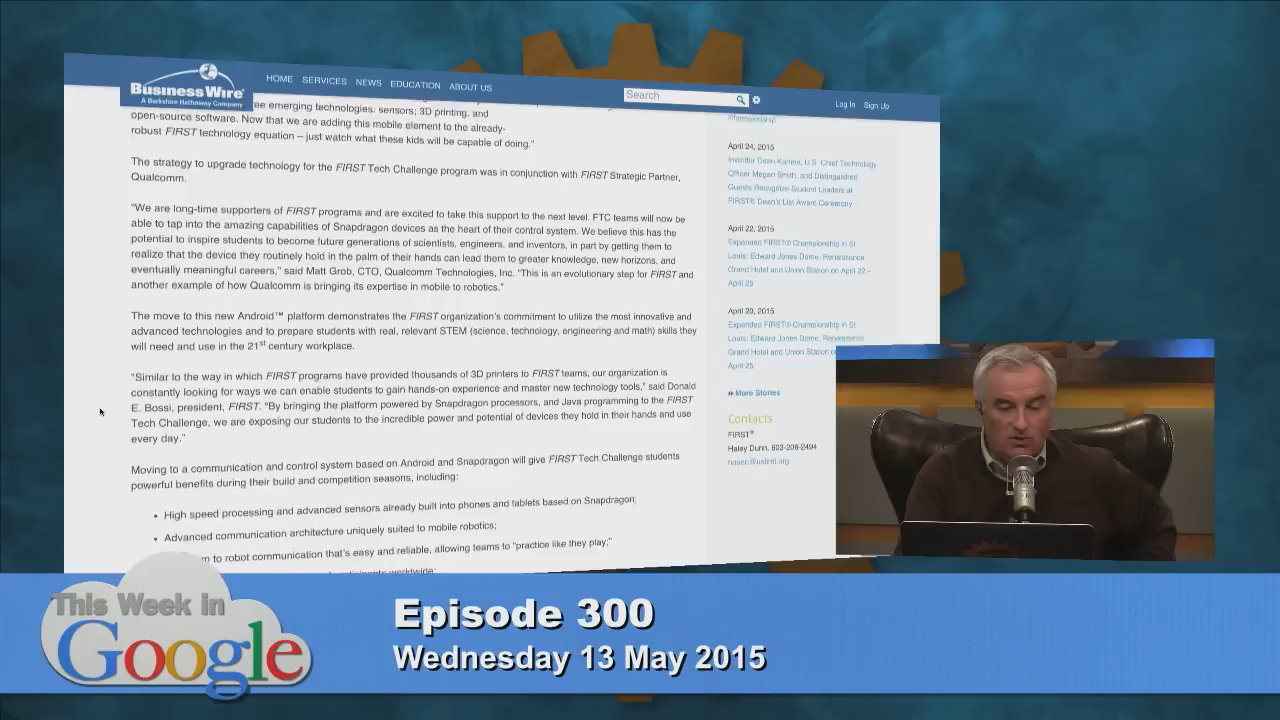 BUSINESS WIRE
A Berkshire Hathaway Company
HOME SERVICES NEWS EDUCATION ABOUT US
Search
Log In Sign Up
emerging technologies: sensors; 3D printing, and
open-source software. Now that we are adding this mobile element to the already-
robust FIRST technology equation – just watch what these kids will be capable of doing."
The strategy to upgrade technology for the FIRST Tech Challenge program was in conjunction with FIRST Strategic Partner,
Qualcomm.
"We are long-time supporters of FIRST programs and are excited to take this support to the next level. FTC teams will now be
able to tap into the amazing capabilities of Snapdragon devices as the heart of their control system. We believe this has the
potential to inspire students to become future generations of scientists, engineers, and inventors, in part by getting them to
realize that the device they routinely hold in the palm of their hands can lead them to greater knowledge, new horizons, and
eventually meaningful careers," said Matt Grob, CTO, Qualcomm Technologies, Inc. "This is an evolutionary step for FIRST and
another example of how Qualcomm is bringing its expertise in mobile to robotics."
The move to this new Android™ platform demonstrates the FIRST organization's commitment to utilize the most innovative and
advanced technologies and to prepare students with real, relevant STEM (science, technology, engineering and math) skills they
will need and use in the 21st century workplace.
"Similar to the way in which FIRST programs have provided thousands of 3D printers to FIRST teams, our organization is
constantly looking for ways we can enable students to gain hands-on experience and master new technology tools," said Donald
E. Bossi, president, FIRST. "By bringing the platform powered by Snapdragon processors, and Java programming to the FIRST
Tech Challenge, we are exposing our students to the incredible power and potential of devices they hold in their hands and use
every day."
Moving to a communication and control system based on Android and Snapdragon will give FIRST Tech Challenge students
powerful benefits during their build and competition seasons, including:
• High speed processing and advanced sensors already built into phones and tablets based on Snapdragon;
• Advanced communication architecture uniquely suited to mobile robotics;
to robot communication that's easy and reliable, allowing teams to "practice like they play;"
worldwide;
April 24, 2015
Inventor Dean Kamen, U.S. Chief Technology
Officer Megan Smith, and Distinguished
Guests Recognize Student Leaders at
FIRST® Dean's List Award Ceremony
April 22, 2015
Expanded FIRST® Championship in St
Louis: Edward Jones Dome, Renaissance
Grand Hotel and Union Station on April 22 –
April 25
April 20, 2015
Expanded FIRST® Championship in St
Louis: Edward Jones Dome, Renaissance
Grand Hotel and Union Station
April 25
More Stories
Contacts
FIRST®
Haley Dunn, 603-206-2494
This Week in
Google
Episode 300
Wednesday 13 May 2015